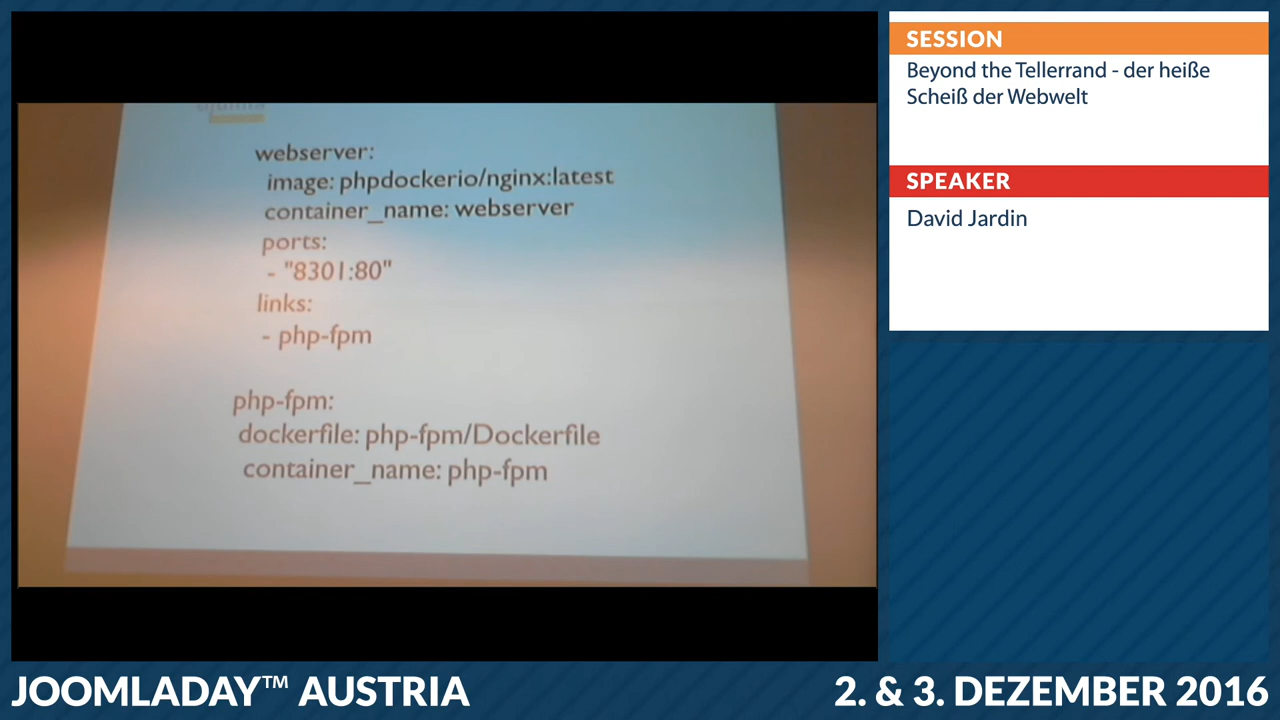 webserver:
image: phpdockerio/nginx:latest
container_name: webserver
ports:
- "8301:80"
links:
- php-fpm
php-fpm:
dockerfile: php-fpm/Dockerfile
container_name: php-fpm
SESSION
Beyond the Tellerrand - der heiße
Scheiß der Webwelt
SPEAKER
David Jardin
JOOMLADAY™ AUSTRIA
2. & 3. DEZEMBER 2016